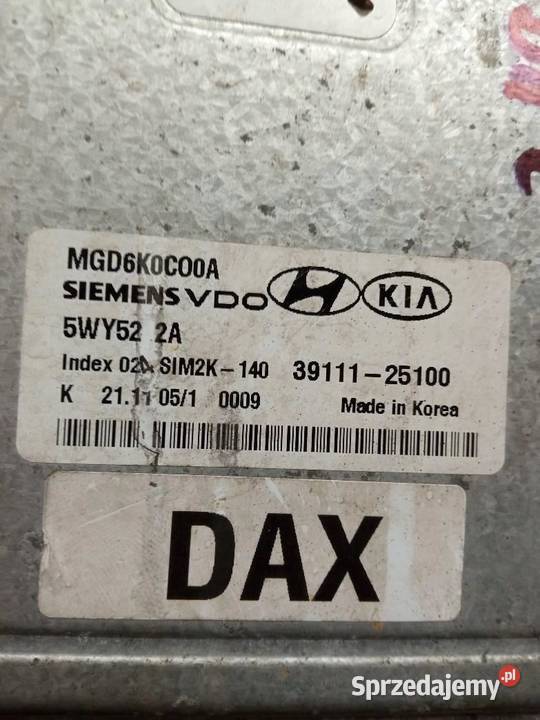 MGD6K0C00A
SIEMENS VDO KIA
5WY52 2A
Index 02A SIM2K-140 39111-25100
K 21.11 05/1 0009 Made in Korea
DAX
Sprzedajemy.pl